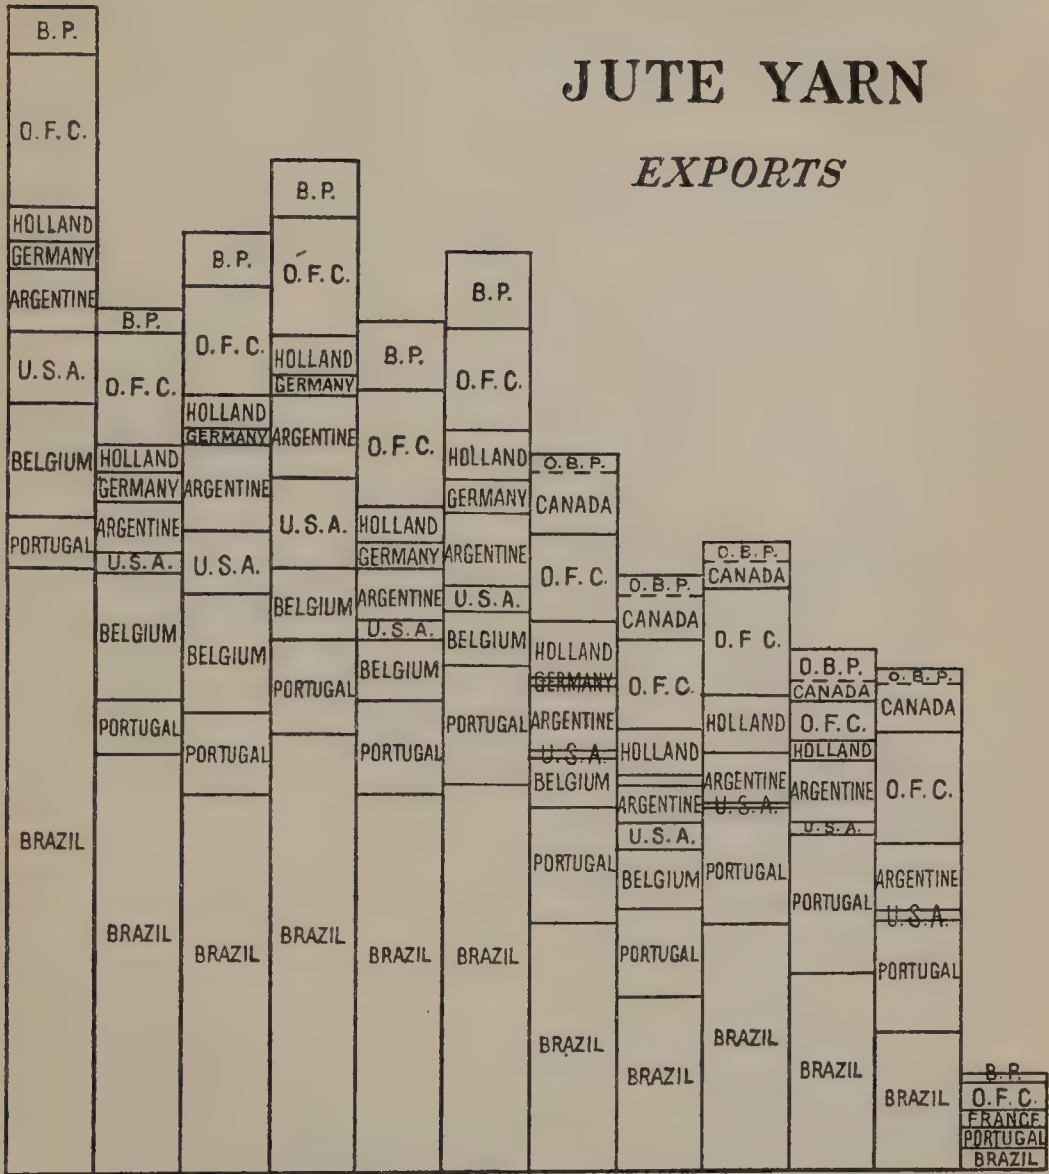 JUTE YARN
EXPORTS
B.P.
O.F.C.
HOLLAND
GERMANY
ARGENTINE
U.S.A.
BELGIUM
PORTUGAL
BRAZIL
B.P.
O.F.C.
HOLLAND
GERMANY
ARGENTINE
U.S.A.
BELGIUM
PORTUGAL
BRAZIL
B.P.
O.F.C.
HOLLAND
GERMANY
ARGENTINE
U.S.A.
BELGIUM
PORTUGAL
BRAZIL
B.P.
O.F.C.
HOLLAND
GERMANY
ARGENTINE
U.S.A.
BELGIUM
PORTUGAL
BRAZIL
B.P.
O.F.C.
HOLLAND
GERMANY
ARGENTINE
U.S.A.
BELGIUM
PORTUGAL
BRAZIL
B.P.
O.F.C.
HOLLAND
GERMANY
ARGENTINE
U.S.A.
BELGIUM
PORTUGAL
BRAZIL
O.B.P.
CANADA
O.F.C.
HOLLAND
GERMANY
ARGENTINE
U.S.A.
BELGIUM
PORTUGAL
BRAZIL
O.B.P.
CANADA
O.F.C.
HOLLAND
ARGENTINE
U.S.A.
BELGIUM
PORTUGAL
BRAZIL
O.B.P.
CANADA
O.F C.
HOLLAND
ARGENTINE
U.S.A.
PORTUGAL
BRAZIL
O.B.P.
CANADA
O.F.C.
HOLLAND
ARGENTINE
U.S.A.
PORTUGAL
BRAZIL
O.B.P.
CANADA
O.F.C.
ARGENTINE
U.S.A.
PORTUGAL
BRAZIL
B.P.
O.F.C.
FRANCE
PORTUGAL
BRAZIL